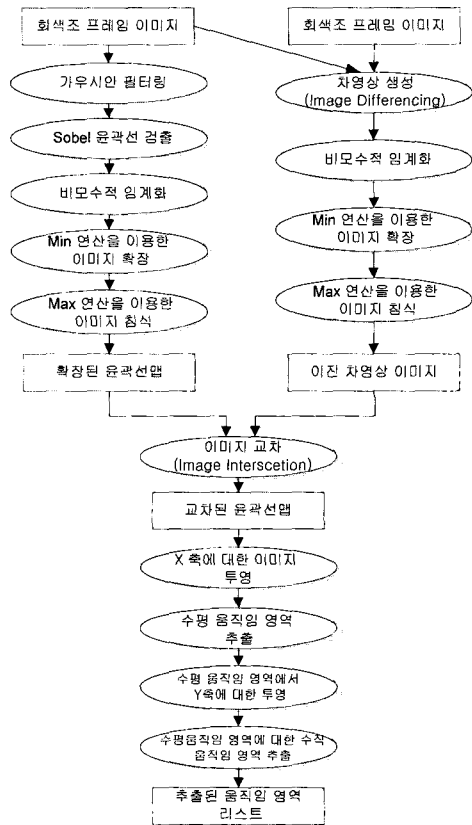 회색조 프레임 이미지
회색조 프레임 이미지
가우시안 필터링
차영상 생성
(Image Differencing)
Sobel 윤곽선 검출
비모수적 임계화
비모수적 임계화
Min 연산을 이용한
이미지 확장
Min 연산을 이용한
이미지 확장
Max 연산을 이용한
이미지 침식
Max 연산을 이용한
이미지 침식
확장된 윤곽선맵
이진 차영상 이미지
이미지 교차
(Image Interscetion)
교차된 윤곽선맵
X 축에 대한 이미지
투영
수평 움직임 영역
추출
수평 움직임 영역에서
Y축에 대한 투영
수평움직임 영역에 대한 수직
움직임 영역 추출
추출된 움직임 영역
리스트